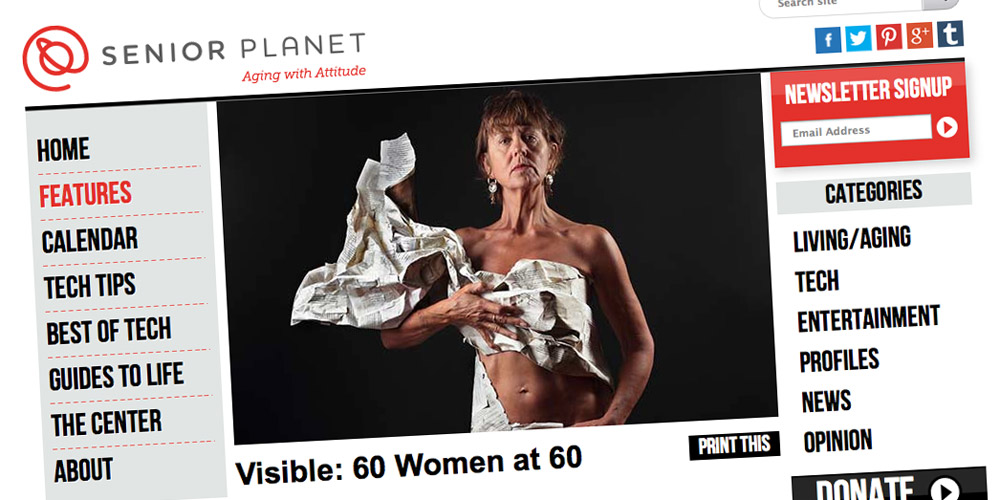 Search site
SENIOR PLANET
Aging with Attitude
f
t
g+
NEWSLETTER SIGNUP
Email Address
HOME
FEATURES
CALENDAR
TECH TIPS
BEST OF TECH
GUIDES TO LIFE
THE CENTER
ABOUT
CATEGORIES
LIVING/AGING
TECH
ENTERTAINMENT
PROFILES
NEWS
OPINION
DONATE
PRINT THIS
Visible: 60 Women at 60